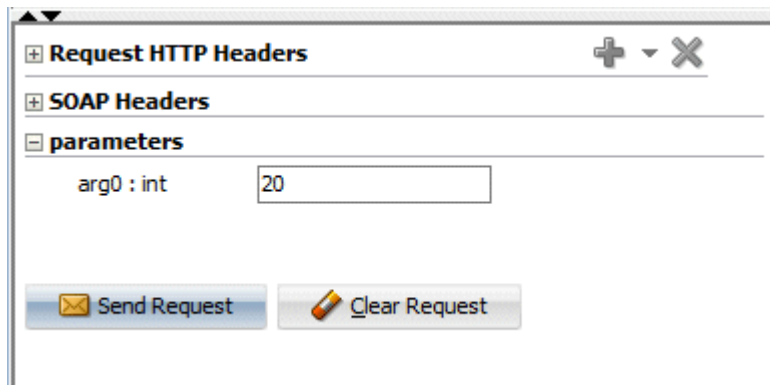 Request HTTP Headers
SOAP Headers
parameters
arg0 : int 20
Send Request Clear Request